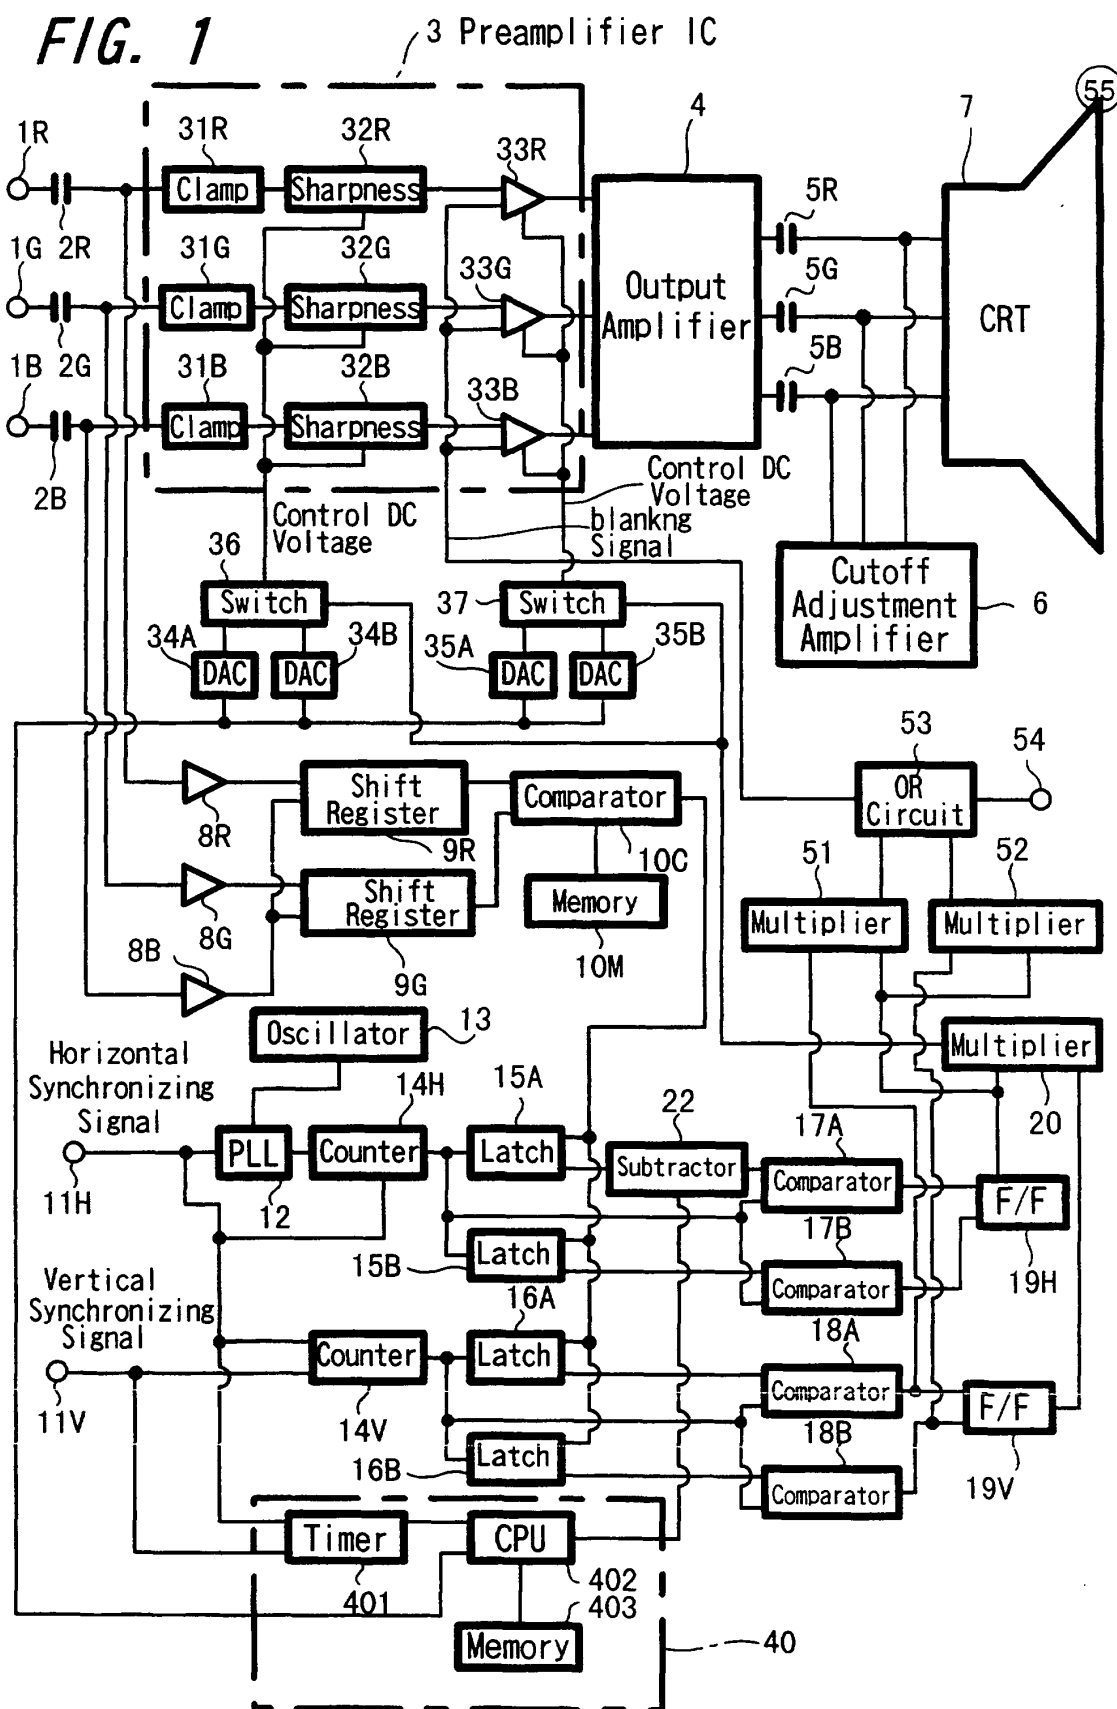 FIG. 1
3 Preamplifier IC
55
1R
31R
32R
33R
4
7
Clamp
Sharpness
5R
1G
2R
31G
32G
33G
5G
Clamp
Sharpness
Output
Amplifier
CRT
1B
2G
31B
32B
33B
5B
Clamp
Sharpness
2B
Control DC
Voltage
Control DC
Voltage
blankng
Signal
36
Switch
37
Switch
Cutoff
Adjustment
Amplifier
6
34A
34B
35A
35B
DAC
DAC
DAC
DAC
53
54
OR
Circuit
Shift
Register
Comparator
8R
9R
10C
51
52
Shift
Register
Memory
Multiplier
Multiplier
8G
8B
9G
10M
Oscillator
13
Multiplier
20
Horizontal
Synchronizing
Signal
14H
15A
22
17A
PLL
Counter
Latch
Subtractor
Comparator
F/F
11H
12
17B
15B
Latch
Comparator
19H
Vertical
Synchronizing
Signal
16A
18A
Counter
Latch
Comparator
F/F
11V
14V
18B
16B
Latch
Comparator
19V
Timer
CPU
401
402
403
Memory
40